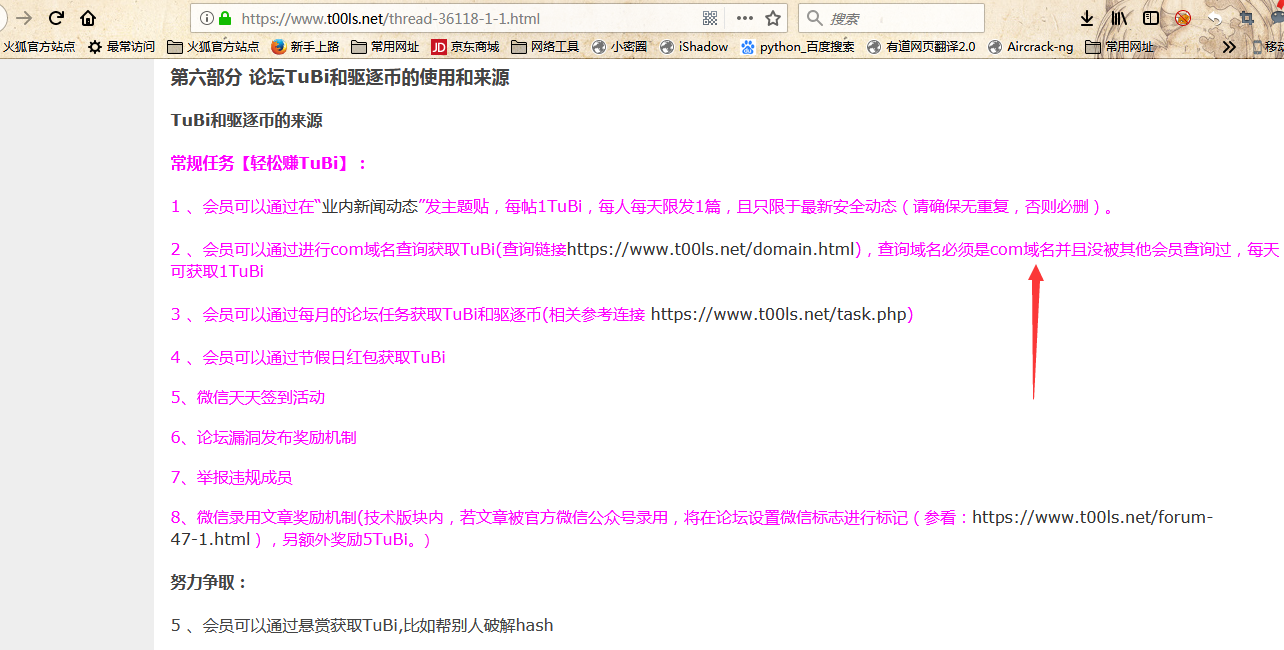 https://www.t00ls.net/thread-36118-1-1.html
搜索
火狐官方站点 最常访问 火狐官方站点 新手上路 常用网址 JD 京东商城 网络工具 小密圈 iShadow python_百度搜索 有道网页翻译2.0 Aircrack-ng 常用网址 移动
第六部分 论坛TuBi和驱逐币的使用和来源
TuBi和驱逐币的来源
常规任务【轻松赚TuBi】：
1 、会员可以通过在“业内新闻动态”发主题贴，每帖1TuBi，每人每天限发1篇，且只限于最新安全动态（请确保无重复，否则必删）。
2 、会员可以通过进行com域名查询获取TuBi(查询链接https://www.t00ls.net/domain.html)，查询域名必须是com域名并且没被其他会员查询过，每天
可获取1TuBi
3 、会员可以通过每月的论坛任务获取TuBi和驱逐币(相关参考连接 https://www.t00ls.net/task.php)
4 、会员可以通过节假日红包获取TuBi
5、微信天天签到活动
6、论坛漏洞发布奖励机制
7、举报违规成员
8、微信录用文章奖励机制(技术版块内，若文章被官方微信公众号录用，将在论坛设置微信标志进行标记（参看：https://www.t00ls.net/forum-
47-1.html ），另额外奖励5TuBi。）
努力争取：
5 、会员可以通过悬赏获取TuBi,比如帮别人破解hash